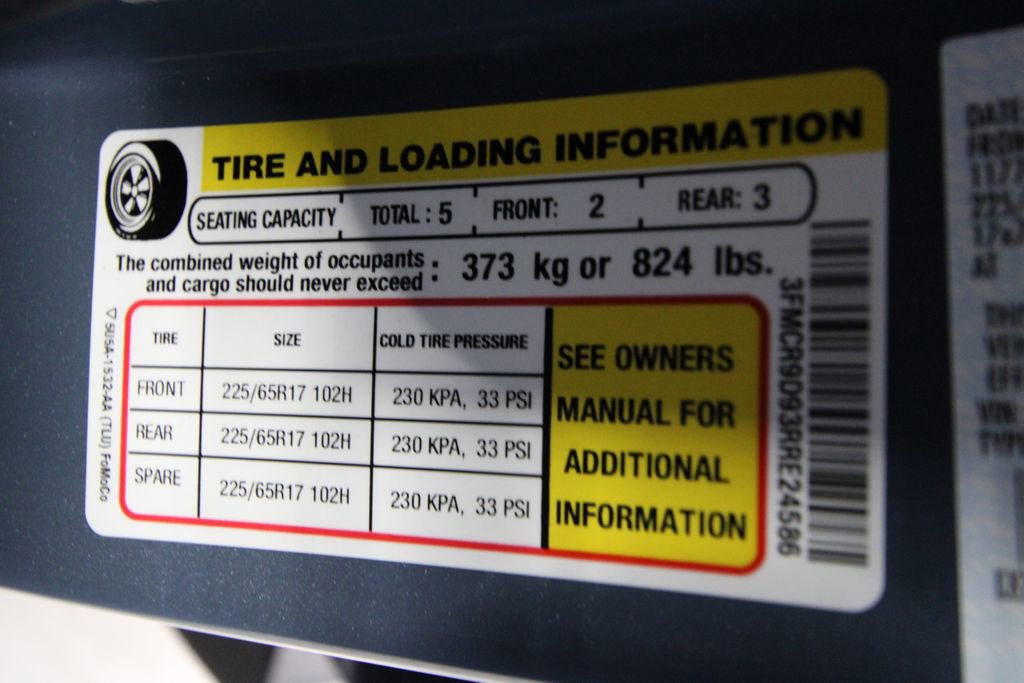 TIRE AND LOADING INFORMATION
SEATING CAPACITY TOTAL : 5 FRONT: 2 REAR: 3
The combined weight of occupants
and cargo should never exceed : 373 kg or 824 lbs.
TIRE SIZE COLD TIRE PRESSURE
FRONT 225/65R17 102H 230 KPA, 33 PSI
REAR 225/65R17 102H 230 KPA, 33 PSI
SPARE 225/65R17 102H 230 KPA, 33 PSI
SEE OWNERS
MANUAL FOR
ADDITIONAL
INFORMATION
5U5A-1532-AA (TLU) FoMoCo
3FMCR9D93RRE24586
DATE